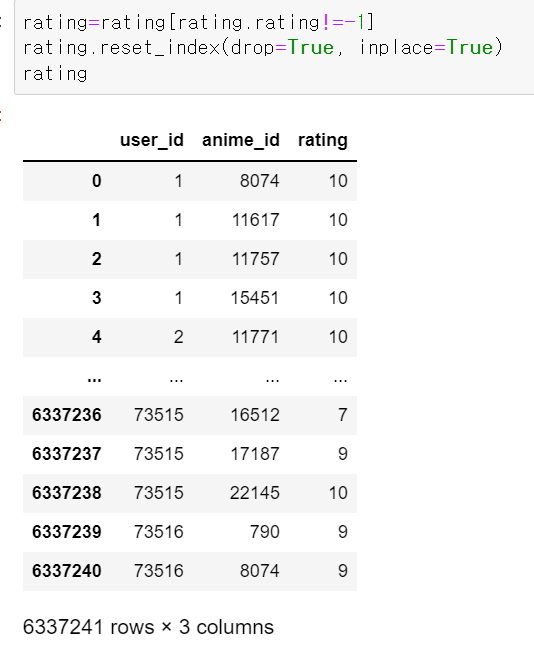 rating=rating[rating.rating!=-1]
rating.reset_index(drop=True, inplace=True)
rating
user_id anime_id rating
0 1 8074 10
1 1 11617 10
2 1 11757 10
3 1 15451 10
4 2 11771 10
... ... ... ...
6337236 73515 16512 7
6337237 73515 17187 9
6337238 73515 22145 10
6337239 73516 790 9
6337240 73516 8074 9
6337241 rows × 3 columns